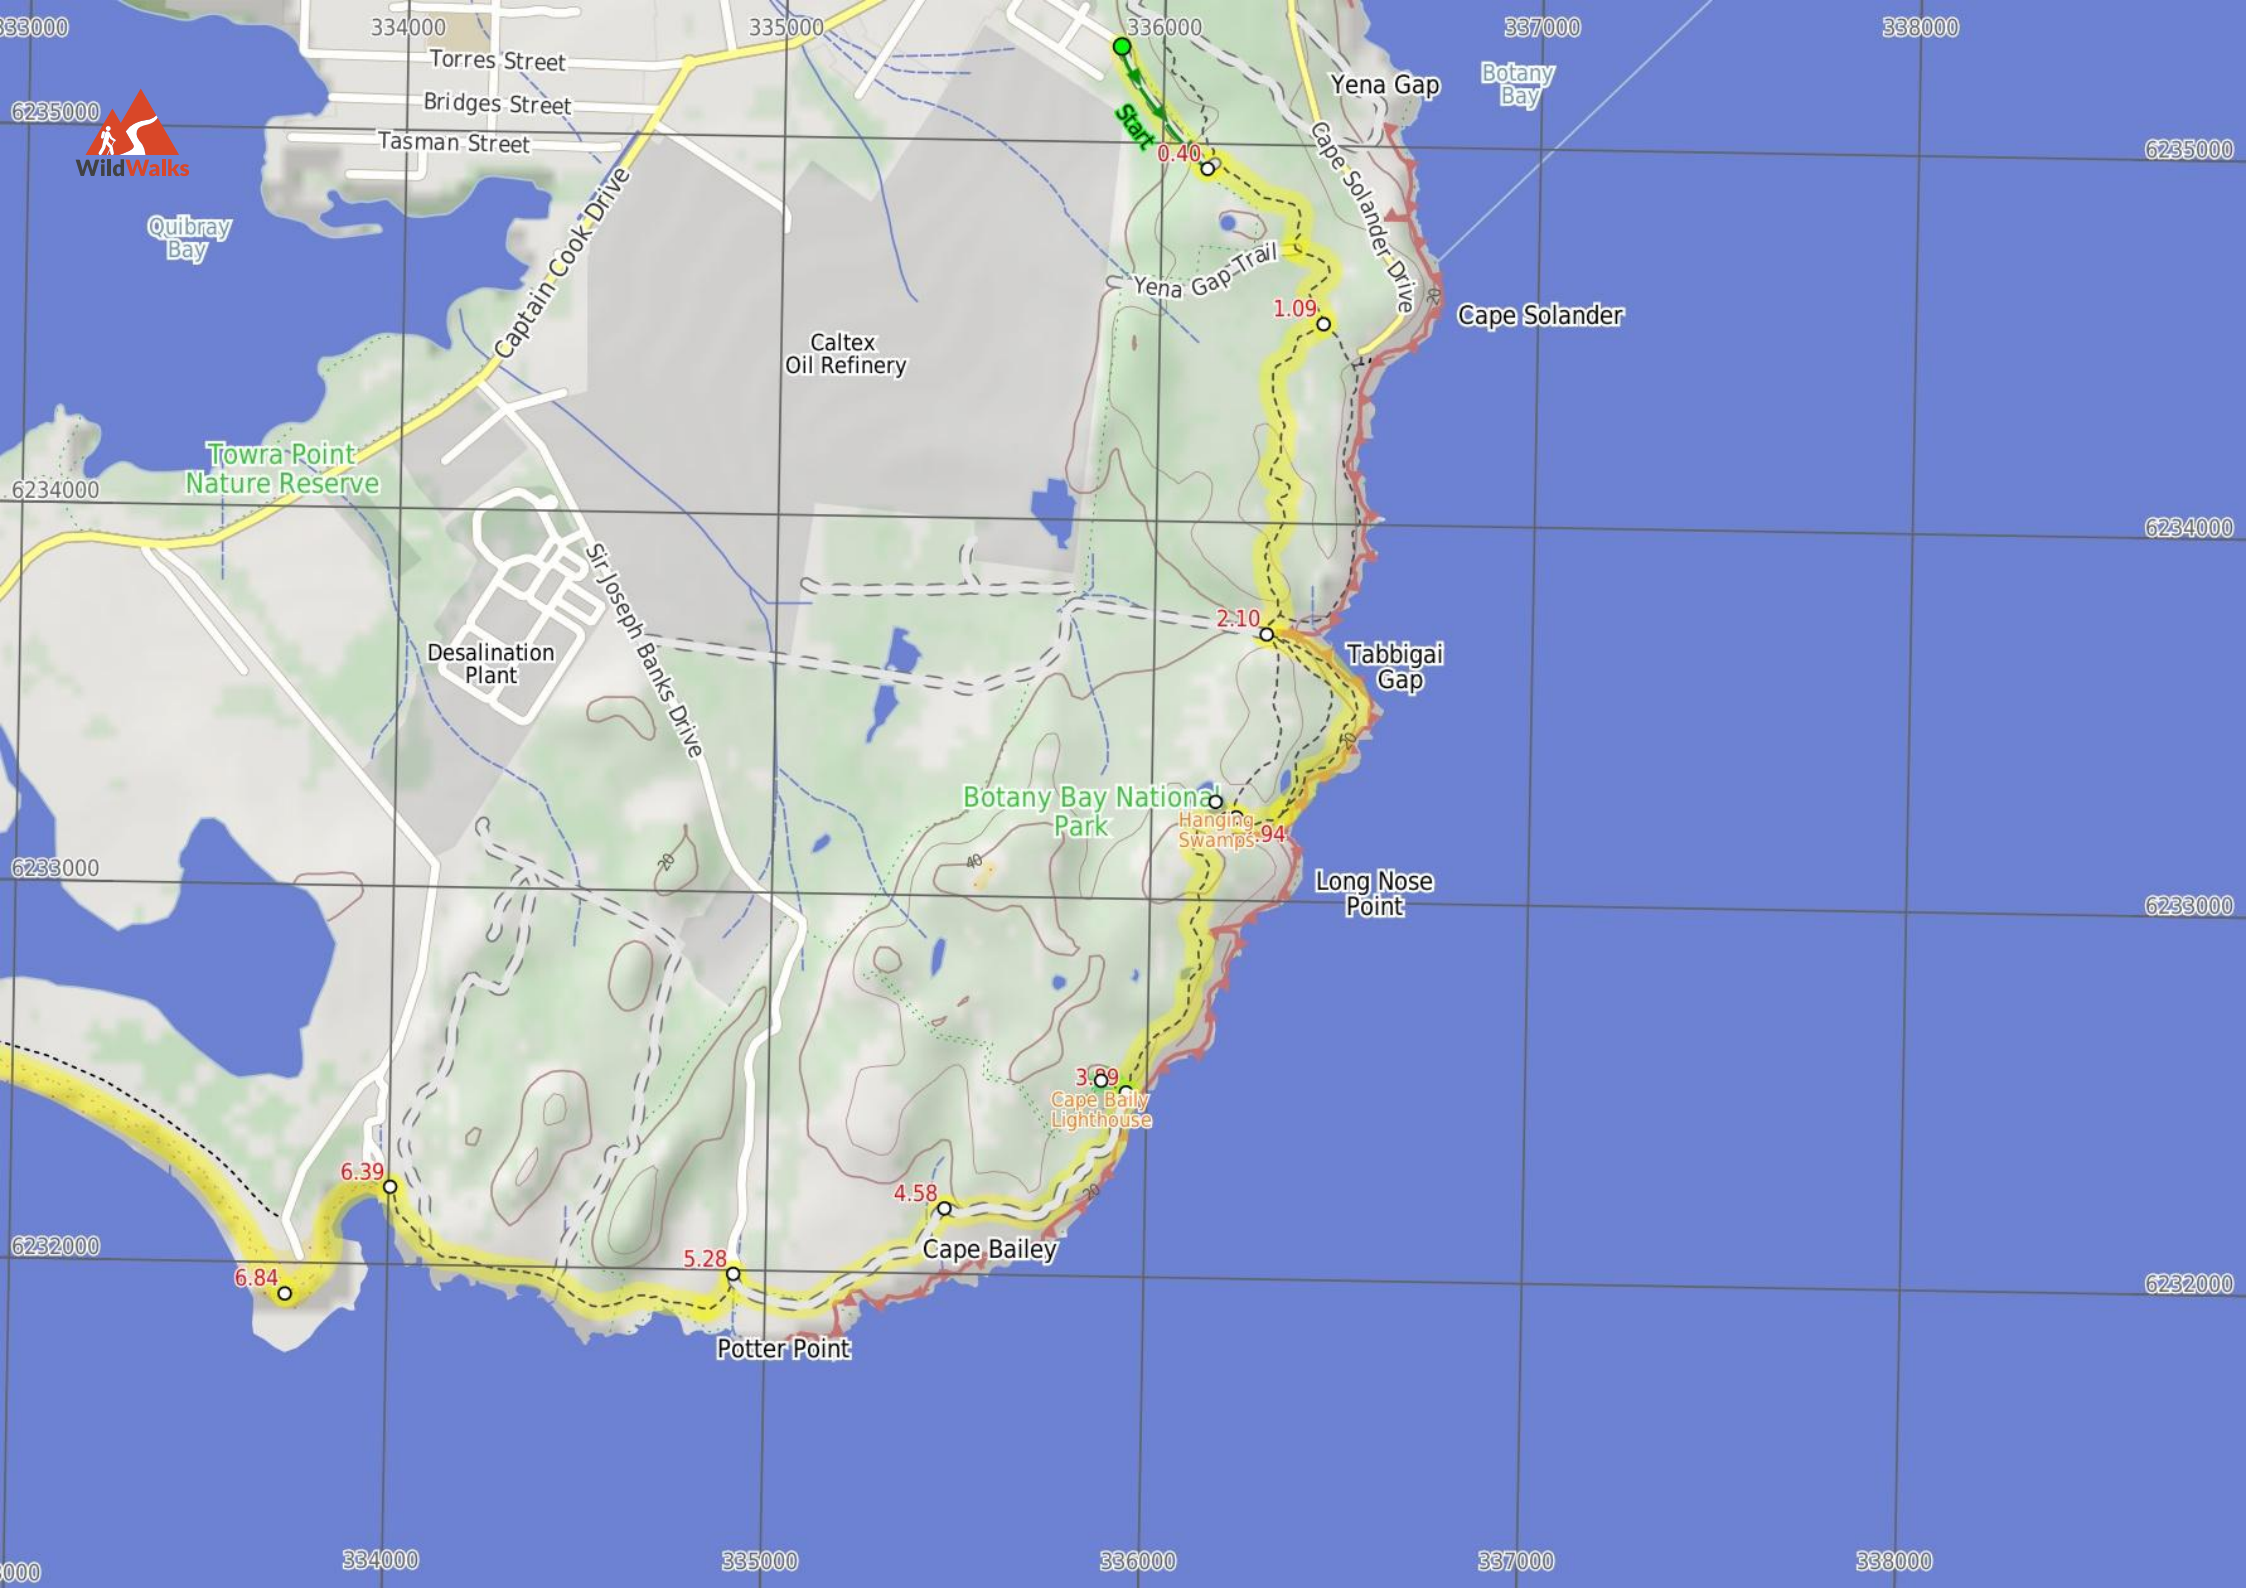 333000
334000
335000
336000
337000
338000
Torres Street
Bridges Street
Tasman Street
6235000
WildWalks
Quibray
Bay
Captain Cook Drive
Start
0.40
Yena Gap
Botany
Bay
6235000
Cape Solander Drive
Yena Gap Trail
1.09
20
Cape Solander
Caltex
Oil Refinery
Towra Point
Nature Reserve
6234000
6234000
Sir Joseph Banks Drive
Desalination
Plant
2.10
Tabbigai
Gap
20
Botany Bay National
Park
Hanging
Swamps
.94
20
40
6233000
Long Nose
Point
6233000
3.89
Cape Baily
Lighthouse
6.39
4.58
20
6232000
Cape Bailey
5.28
6.84
6232000
Potter Point
3000
334000
335000
336000
337000
338000